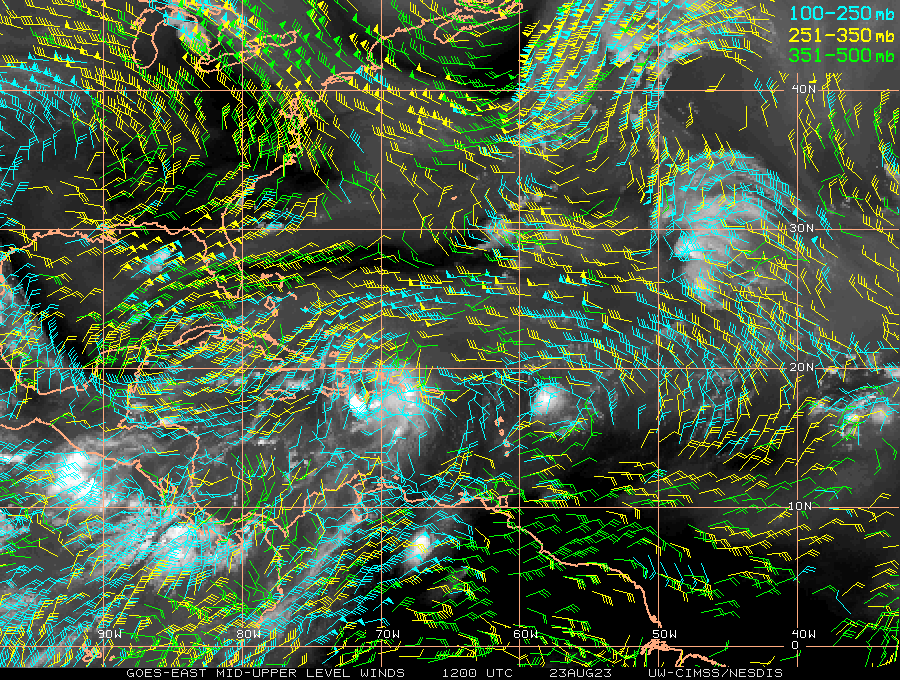 100-250mb
251-350mb
351-500mb
40N
30N
20N
10N
90W 80W 70W 60W 50W 40W
0
GOES-EAST MID-UPPER LEVEL WINDS 1200 UTC 23AUG23 UW-CIMSS/NESDIS